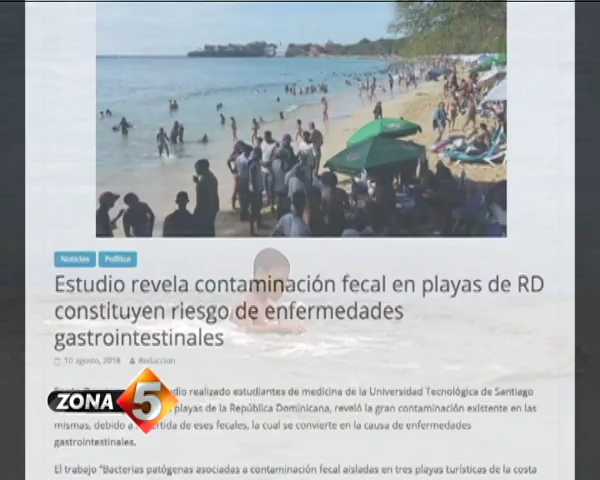 Noticias Política
Estudio revela contaminación fecal en playas de RD
constituyen riesgo de enfermedades
gastrointestinales
10 agosto, 2018 Redaccion
realizado estudiantes de medicina de la Universidad Tecnológica de Santiago
playas de la República Dominicana, reveló la gran contaminación existente en las
mismas, debido a de eses fecales, la cual se convierte en la causa de enfermedades
gastrointestinales.
El trabajo "Bacterias patógenas asociadas a contaminación fecal aisladas en tres playas turísticas de la costa
ZONA 5